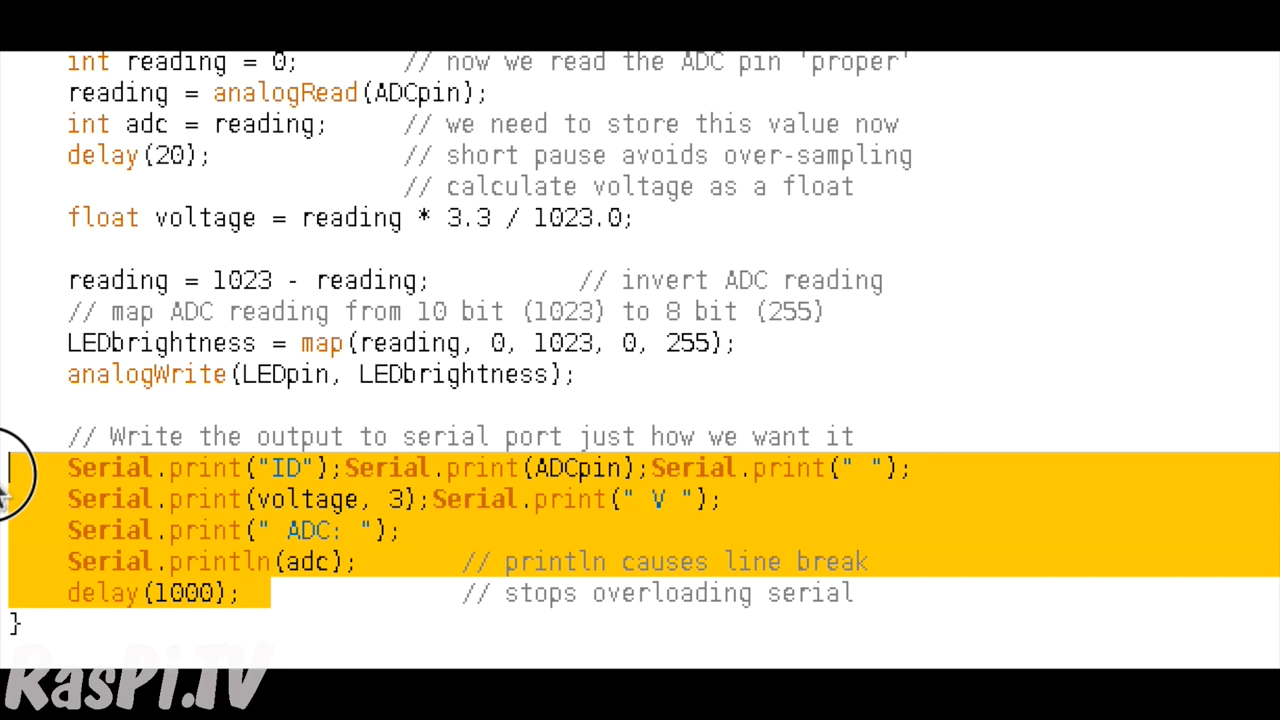 int reading = 0; // now we read the ADC pin 'proper'
reading = analogRead(ADCpin);
int adc = reading; // we need to store this value now
delay(20); // short pause avoids over-sampling
// calculate voltage as a float
float voltage = reading * 3.3 / 1023.0;
reading = 1023 - reading; // invert ADC reading
// map ADC reading from 10 bit (1023) to 8 bit (255)
LEDbrightness = map(reading, 0, 1023, 0, 255);
analogWrite(LEDpin, LEDbrightness);
// Write the output to serial port just how we want it
Serial.print("ID");Serial.print(ADCpin);Serial.print(" ");
Serial.print(voltage, 3);Serial.print(" V ");
Serial.print(" ADC: ");
Serial.println(adc); // println causes line break
delay(1000); // stops overloading serial
}
RasPi.TV